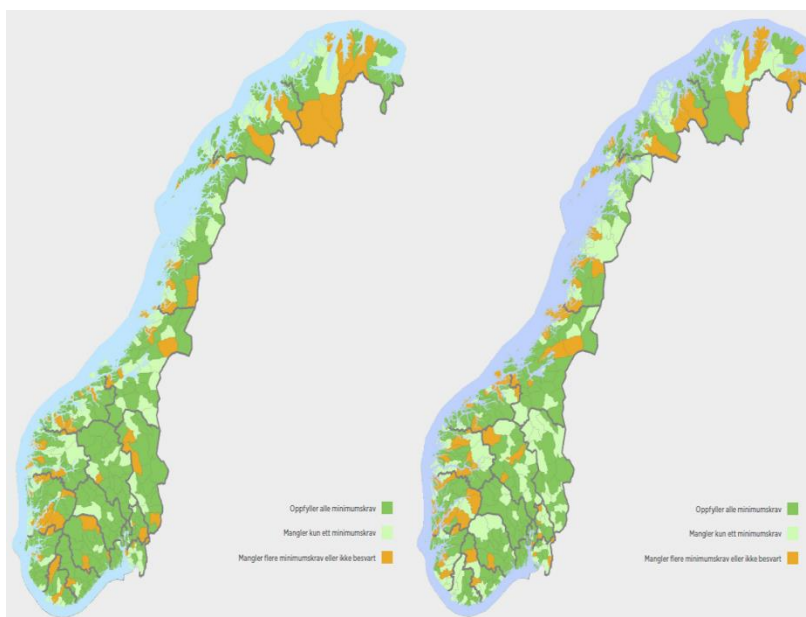 Oppfyller alle minimumskrav
Mangler kun ett minimumskrav
Mangler flere minimumskrav eller ikke besvart
Oppfyller alle minimumskrav
Mangler kun ett minimumskrav
Mangler flere minimumskrav eller ikke besvart